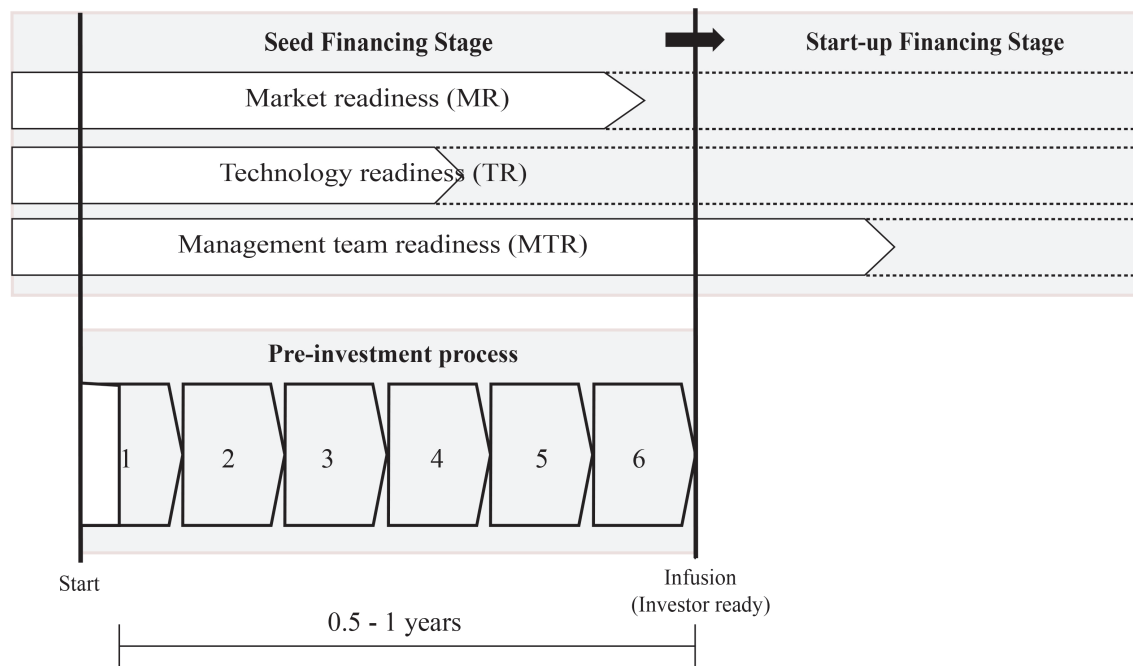 Seed Financing Stage
Start-up Financing Stage
Market readiness (MR)
Technology readiness (TR)
Management team readiness (MTR)
Pre-investment process
1 2 3 4 5 6
Start
Infusion
(Investor ready)
0.5 - 1 years